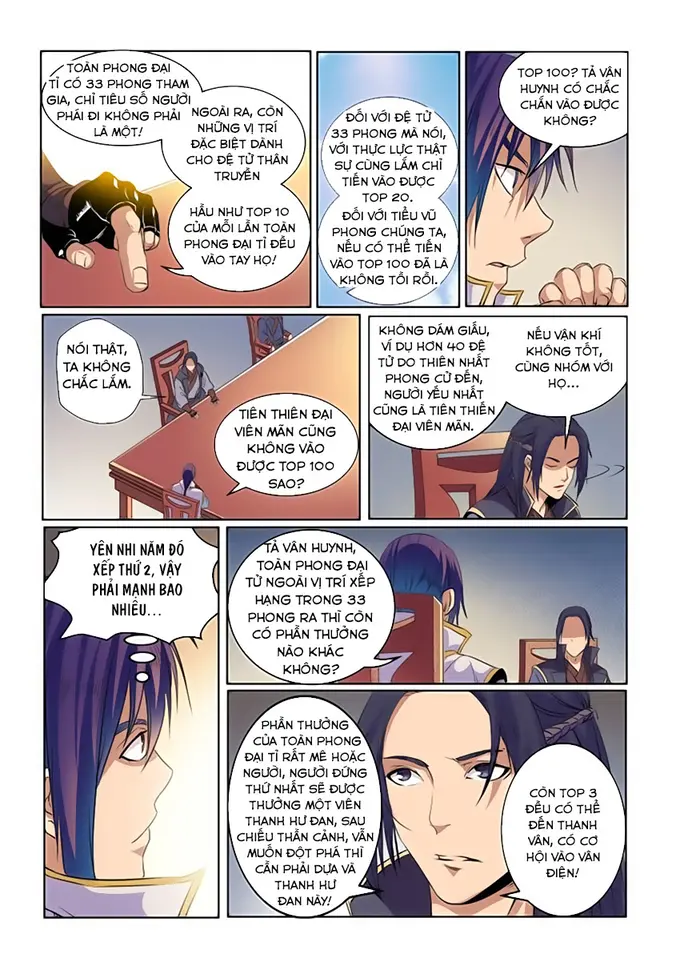 TOÀN PHONG ĐẠI
TỈ CÓ 33 PHONG THAM
GIA, CHỈ TIÊU SỐ NGƯỜI
PHÁI ĐI KHÔNG PHẢI
LÀ MỘT!
NGOÀI RA, CÒN
NHỮNG VỊ TRÍ
ĐẶC BIỆT DÀNH
CHO ĐỆ TỬ THÂN
TRUYỀN
HẦU NHƯ TOP 10
CỦA MỖI LẦN TOÀN
PHONG ĐẠI TỈ ĐỀU
VÀO TAY HỌ!
ĐỐI VỚI ĐỆ TỬ
33 PHONG MÀ NÓI,
VỚI THỰC LỰC THẬT
SỰ CÙNG LẮM CHỈ
TIẾN VÀO ĐƯỢC
TOP 20.
ĐỐI VỚI TIỂU VŨ
PHONG CHÚNG TA,
NẾU CÓ THỂ TIẾN
VÀO TOP 100 ĐÃ LÀ
KHÔNG TỒI RỒI.
TOP 100? TẢ VÂN
HUYNH CÓ CHẮC
CHẮN VÀO ĐƯỢC
KHÔNG?
NÓI THẬT,
TA KHÔNG
CHẮC LẮM.
TIÊN THIÊN ĐẠI
VIÊN MÃN CŨNG
KHÔNG VÀO
ĐƯỢC TOP 100
SAO?
KHÔNG DÁM GIẤU,
VÍ DỤ HƠN 40 ĐỆ
TỬ DO THIÊN NHẤT
PHONG CỬ ĐẾN,
NGƯỜI YẾU NHẤT
CŨNG LÀ TIÊN THIÊN
ĐẠI VIÊN MÃN.
NẾU VẬN KHÍ
KHÔNG TỐT,
CÙNG NHÓM VỚI
HỌ...
YÊN NHI NĂM ĐÓ
XẾP THỨ 2, VẬY
PHẢI MẠNH BAO
NHIÊU...
TẢ VÂN HUYNH,
TOÀN PHONG ĐẠI
TỬ NGOÀI VỊ TRÍ XẾP
HẠNG TRONG 33
PHONG RA THÌ CÒN
CÓ PHẦN THƯỞNG
NÀO KHÁC
KHÔNG?
PHẦN THƯỞNG
CỦA TOÀN PHONG
ĐẠI TỈ RẤT MÊ HOẶC
NGƯỜI, NGƯỜI ĐỨNG
THỨ NHẤT SẼ ĐƯỢC
THƯỞNG MỘT VIÊN
THANH HƯ ĐAN, SAU
CHIẾU THẦN CẢNH, VẪN
MUỐN ĐỘT PHÁ THÌ
CẦN PHẢI DỰA VÀO
THANH HƯ
ĐAN NÀY!
CÒN TOP 3
ĐỀU CÓ THỂ
ĐẾN THANH
VÂN, CÓ CƠ
HỘI VÀO VÂN
ĐIỆN!